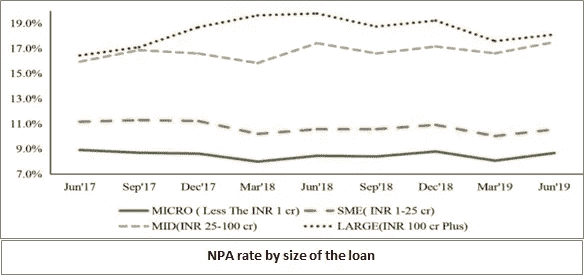 19.0%
17.0%
15.0%
13.0%
11.0%
9.0%
7.0%
Jun'17 Sep'17 Dec'17 Mar'18 Jun'18 Sep'18 Dec'18 Mar'19 Jun'19
MICRO ( Less The INR 1 cr) SME( INR 1-25 cr)
MID(INR 25-100 cr) LARGE(INR 100 cr Plus)
NPA rate by size of the loan